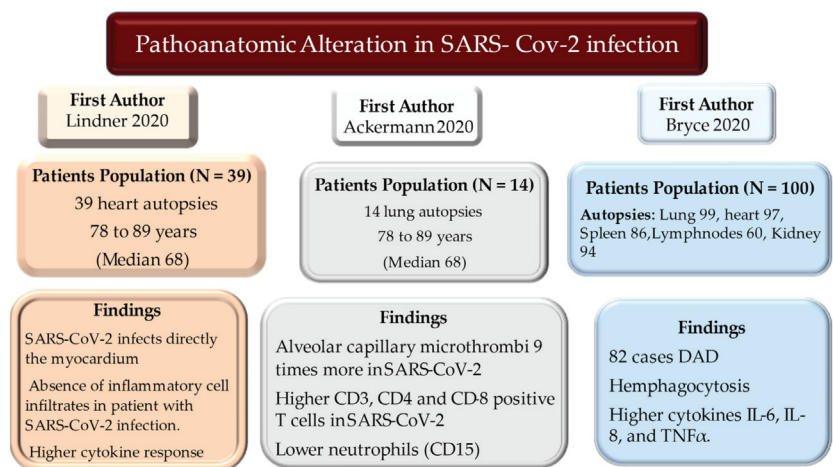 Pathoanatomic Alteration in SARS- Cov-2 infection
First Author
Lindner 2020
Patients Population (N = 39)
39 heart autopsies
78 to 89 years
(Median 68)
Findings
SARS-CoV-2 infects directly
the myocardium
Absence of inflammatory cell
infiltrates in patient with
SARS-CoV-2 infection.
Higher cytokine response
First Author
Ackermann 2020
Patients Population (N = 14)
14 lung autopsies
78 to 89 years
(Median 68)
Findings
Alveolar capillary microthrombi 9
times more in SARS-CoV-2
Higher CD3, CD4 and CD-8 positive
T cells in SARS-CoV-2
Lower neutrophils (CD15)
First Author
Bryce 2020
Patients Population (N = 100)
Autopsies: Lung 99, heart 97,
Spleen 86,Lymphnodes 60, Kidney
94
Findings
82 cases DAD
Hemphagocytosis
Higher cytokines IL-6, IL-
8, and TNFα.